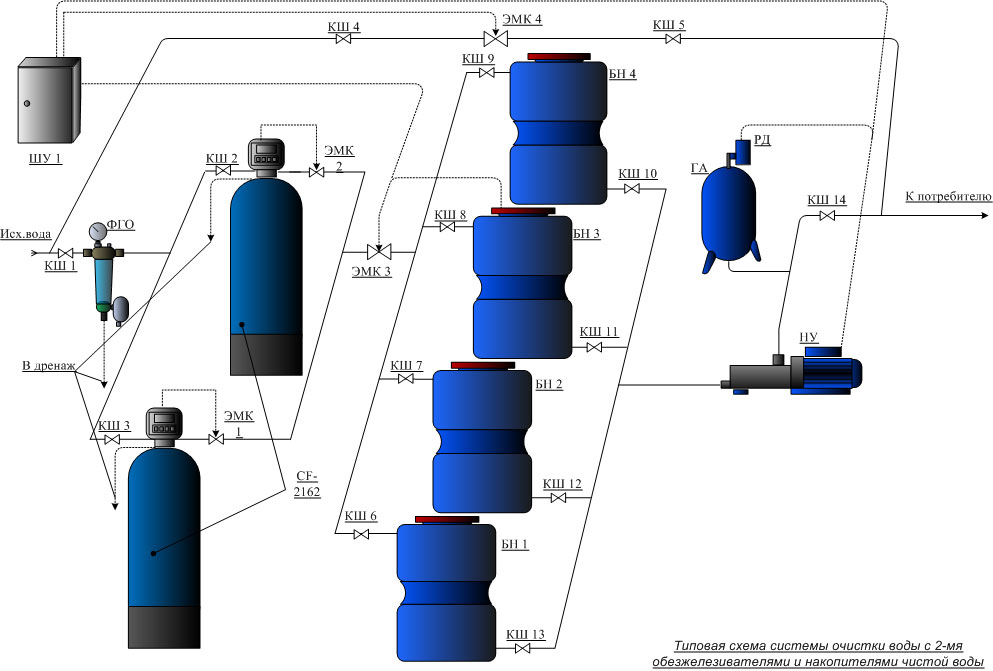 КШ 4
ЭМК 4
КШ 5
КШ 9
БН 4
ШУ 1
КШ 2
ЭМК
2
РД
ГА
КШ 10
КШ 14
К потребителю
Исх.вода
КШ 1
ФГО
КШ 8
БН 3
ЭМК 3
КШ 11
НУ
В дренаж
КШ 7
БН 2
КШ 3
ЭМК
1
CF-
2162
КШ 12
КШ 6
БН 1
КШ 13
Типовая схема системы очистки воды с 2-мя
обезжелезивателями и накопителями чистой воды